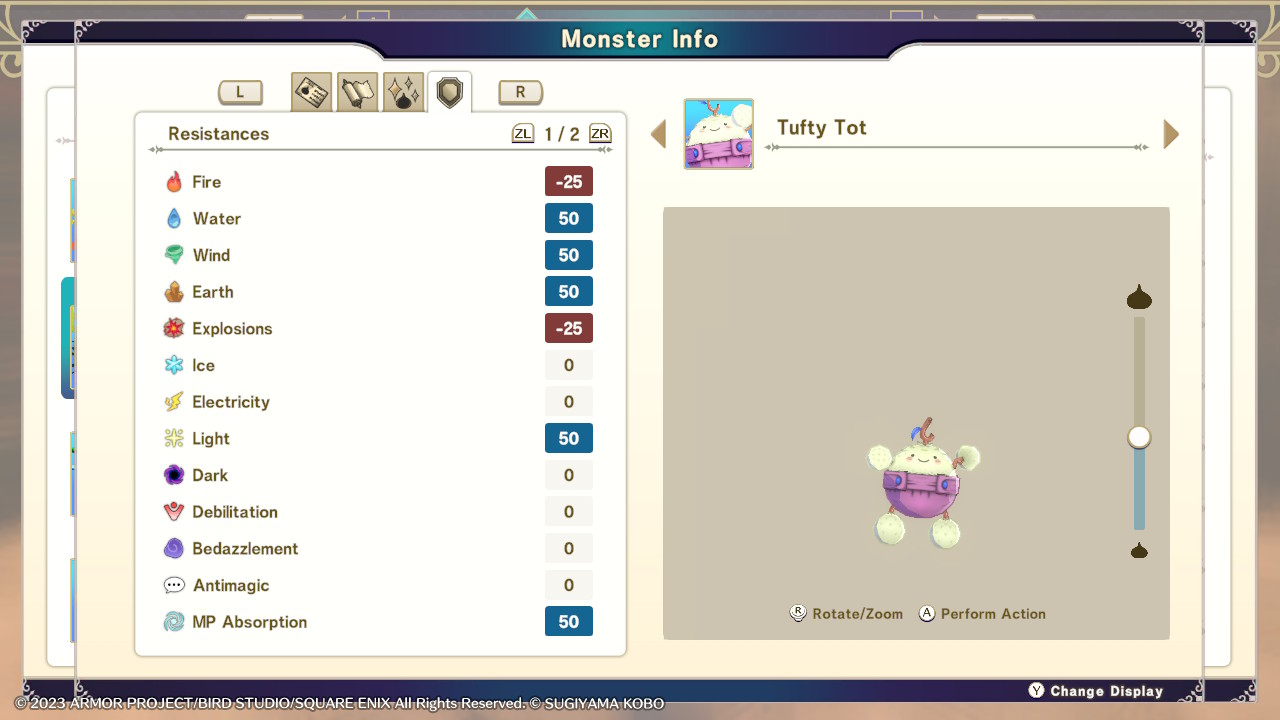 Monster Info
L
R
Resistances
ZL 1 / 2 ZR
Tufty Tot
Fire -25
Water 50
Wind 50
Earth 50
Explosions -25
Ice 0
Electricity 0
Light 50
Dark 0
Debilitation 0
Bedazzlement 0
Antimagic 0
MP Absorption 50
R Rotate/Zoom A Perform Action
Y Change Display
© 2023 ARMOR PROJECT/BIRD STUDIO/SQUARE ENIX All Rights Reserved. © SUGIYAMA KOBO